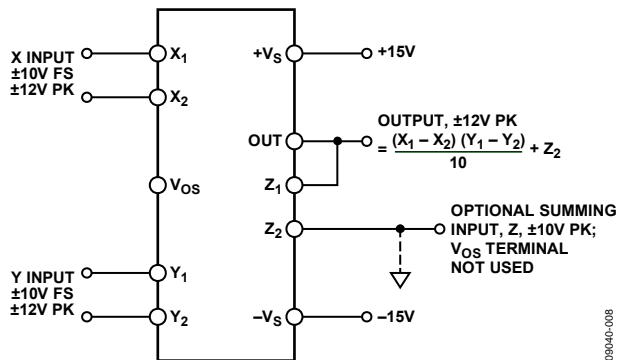 X INPUT
±10V FS
±12V PK
X1
X2
VOS
Y INPUT
±10V FS
±12V PK
Y1
Y2
+VS
+15V
OUT
OUTPUT, ±12V PK
= (X1 – X2) (Y1 – Y2)
10
+ Z2
Z1
Z2
OPTIONAL SUMMING
INPUT, Z, ±10V PK;
VOS TERMINAL
NOT USED
–VS
–15V
09040-008